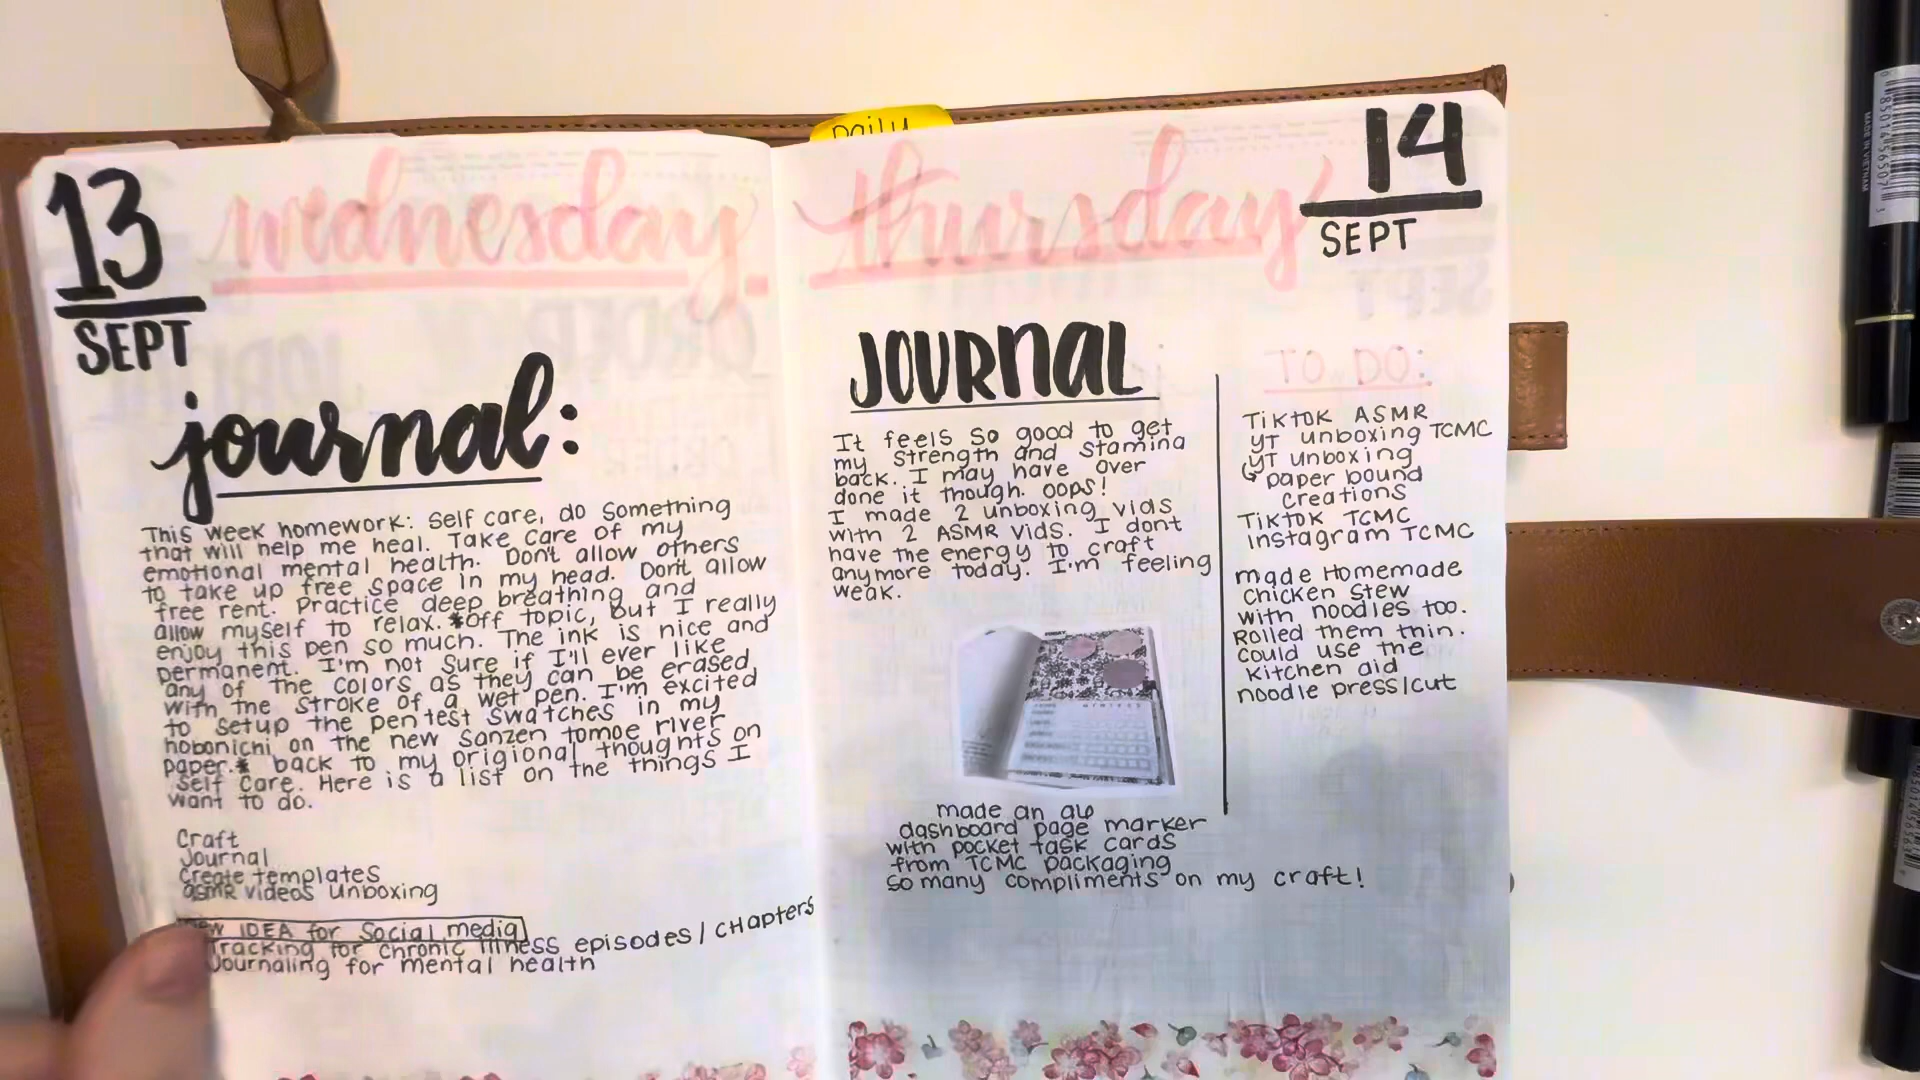 Daily
13
SEPT
wednesday
journal:
This week homework: Self care, do something
that will help me heal. Take care of my
emotional mental health. Don't allow others
to take up free space in my head. Don't allow
free rent. Practice deep breathing and
allow myself to relax. *Off topic, but I really
enjoy this pen so much. The ink is nice and
permanent. I'm not sure if I'll ever like
any of the colors as they can be erased
with the stroke of a wet pen. I'm excited
to setup the pen test swatches in my
hobonichi on the new Sanzen tomoe river
paper.* back to my origional thoughts on
Self care. Here is a list on the things I
want to do.
Craft
Journal
Create templates
asmr videos unboxing
IDEA for Social media
Tracking for chronic illness episodes / cHapters
Journaling for mental health
thursday
14
SEPT
JOURnaL
It feels so good to get
my strength and stamina
back. I may have over
done it though. oops!
I made 2 unboxing vids
with 2 ASMR vids. I dont
have the energy to craft
anymore today. I'm feeling
weak.
made an
dashboard page marker
with pocket task cards
from TCMC packaging
so many compliments on my craft!
TO DO:
Tiktok ASMR
YT unboxing TCMC
YT unboxing
paper bound
creations
Tiktok TCMC
Instagram TCMC
made Homemade
chicken stew
with noodles too.
Rolled them thin.
could use the
kitchen aid
noodle press/cut
MADE IN VIETNAM